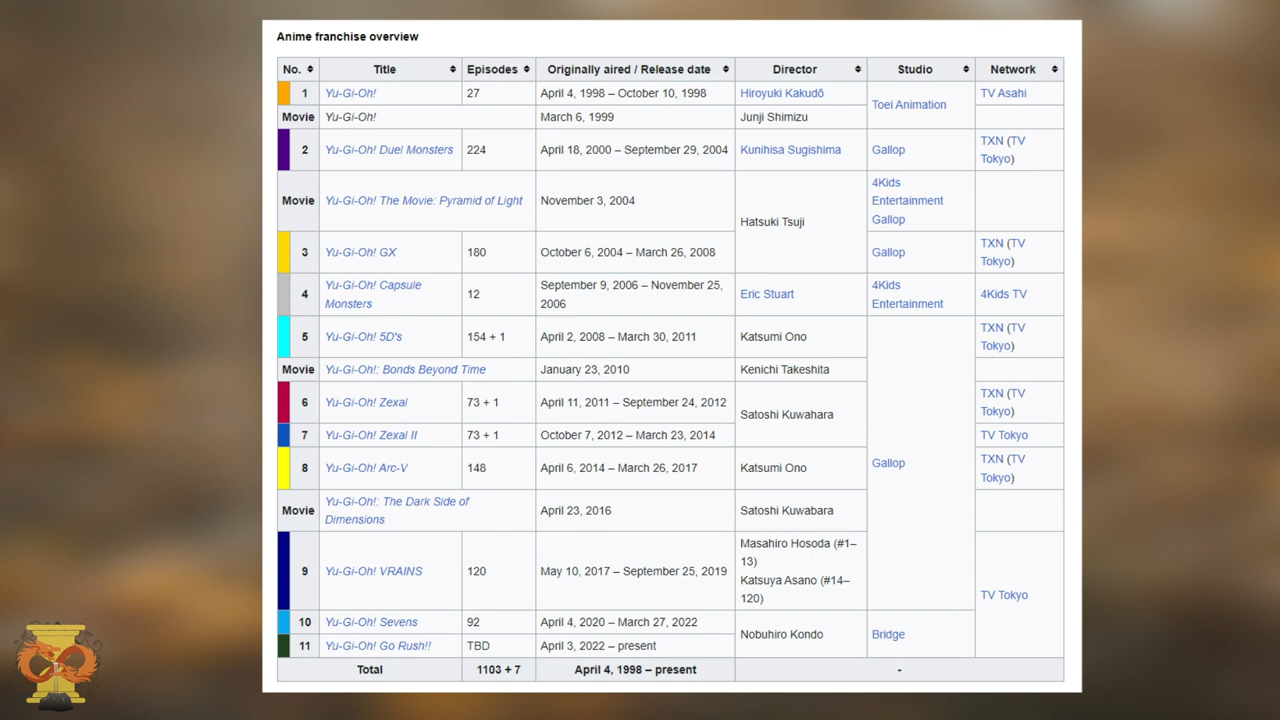 Anime franchise overview
No. Title Episodes Originally aired / Release date Director Studio Network
1 Yu-Gi-Oh! 27 April 4, 1998 – October 10, 1998 Hiroyuki Kakudō Toei Animation TV Asahi
Movie Yu-Gi-Oh! March 6, 1999 Junji Shimizu
2 Yu-Gi-Oh! Duel Monsters 224 April 18, 2000 – September 29, 2004 Kunihisa Sugishima Gallop TXN (TV
Tokyo)
Movie Yu-Gi-Oh! The Movie: Pyramid of Light November 3, 2004 Hatsuki Tsuji 4Kids
Entertainment
Gallop
3 Yu-Gi-Oh! GX 180 October 6, 2004 – March 26, 2008 Gallop TXN (TV
Tokyo)
4 Yu-Gi-Oh! Capsule
Monsters 12 September 9, 2006 – November 25,
2006 Eric Stuart 4Kids
Entertainment 4Kids TV
5 Yu-Gi-Oh! 5D's 154 + 1 April 2, 2008 – March 30, 2011 Katsumi Ono Gallop TXN (TV
Tokyo)
Movie Yu-Gi-Oh!: Bonds Beyond Time January 23, 2010 Kenichi Takeshita
6 Yu-Gi-Oh! Zexal 73 + 1 April 11, 2011 – September 24, 2012 Satoshi Kuwahara TXN (TV
Tokyo)
7 Yu-Gi-Oh! Zexal II 73 + 1 October 7, 2012 – March 23, 2014 TV Tokyo
8 Yu-Gi-Oh! Arc-V 148 April 6, 2014 – March 26, 2017 Katsumi Ono TXN (TV
Tokyo)
Movie Yu-Gi-Oh!: The Dark Side of
Dimensions April 23, 2016 Satoshi Kuwabara
9 Yu-Gi-Oh! VRAINS 120 May 10, 2017 – September 25, 2019 Masahiro Hosoda (#1–
13)
Katsuya Asano (#14–
120) TV Tokyo
10 Yu-Gi-Oh! Sevens 92 April 4, 2020 – March 27, 2022 Nobuhiro Kondo Bridge
11 Yu-Gi-Oh! Go Rush!! TBD April 3, 2022 – present
Total 1103 + 7 April 4, 1998 – present -